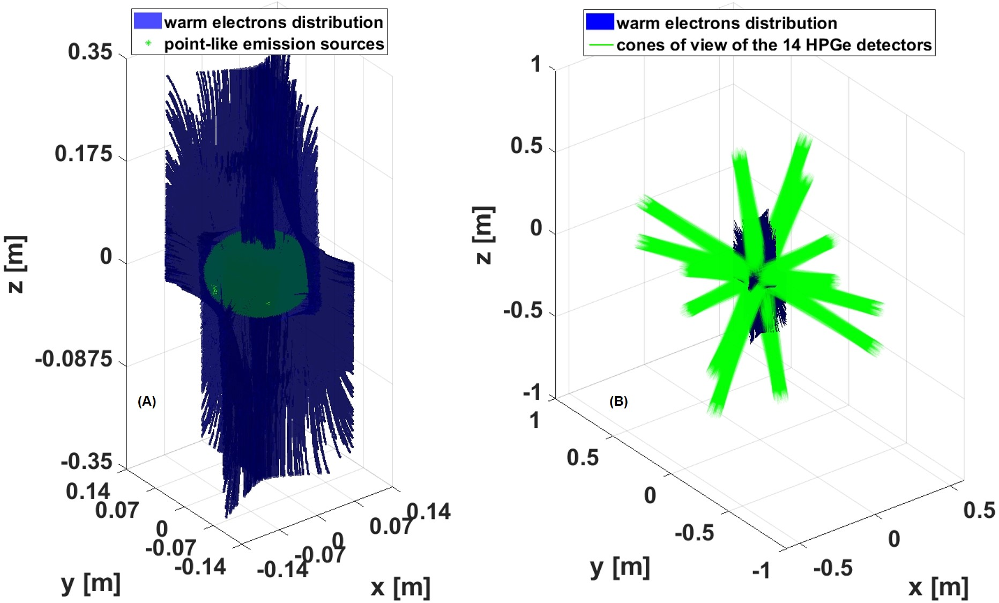 warm electrons distribution
point-like emission sources
0.35
0.175
0
-0.0875
-0.35
z [m]
(A)
0.14
0.07
0
-0.07
-0.14
y [m]
-0.14
-0.07
0
0.07
0.14
x [m]
warm electrons distribution
cones of view of the 14 HPGe detectors
1
0.5
0
-0.5
-1
z [m]
(B)
1
0.5
0
-0.5
-1
y [m]
-0.5
0
0.5
x [m]